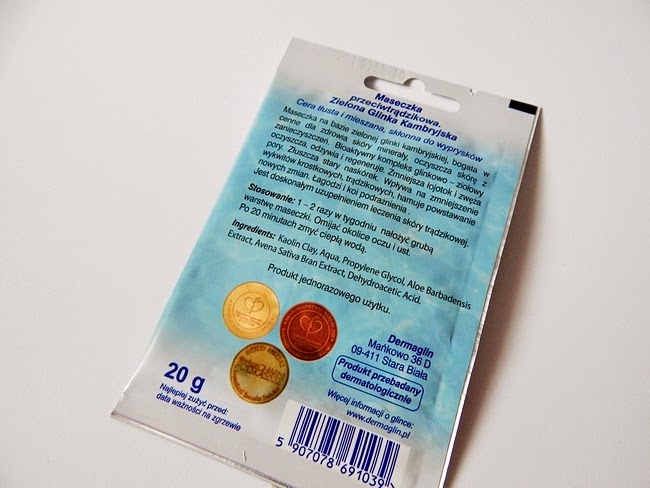 Maseczka
przeciwtrądzikowa.
Zielona Glinka Kambryjska
Cera tłusta i mieszana, skłonna do wyprysków
Maseczka na bazie zielonej glinki kambryjskiej, bogata w
cenne dla zdrowia skóry minerały, oczyszcza skórę z
zanieczyszczeń. Bioaktywny kompleks glinkowo – ziołowy
oczyszcza, odżywia i regeneruje. Zmniejsza łojotok i zwęża
pory. Złuszcza stary naskórek. Wpływa na zmniejszenie
wykwitów krostkowych, trądzikowych, hamuje powstawanie
nowych zmian. Łagodzi i koi podrażnienia .
Jest doskonałym uzupełnieniem leczenia skóry trądzikowej.
Stosowanie: 1 – 2 razy w tygodniu nałożyć grubą
warstwę maseczki. Omijać okolice oczu i ust.
Po 20 minutach zmyć ciepłą wodą.
Ingredients: Kaolin Clay, Aqua, Propylene Glycol, Aloe Barbadensis
Extract, Avena Sativa Bran Extract, Dehydroacetic Acid.
Produkt jednorazowego użytku.
Dermaglin
Mańkowo 36 D
09-411 Stara Biała
Produkt przebadany
dermatologicznie
Więcej informacji o glince:
www.dermaglin.pl
GOLD MEDAL
20 g
Najlepiej zużyć przed:
data ważności na zgrzewie
5 907078 691039